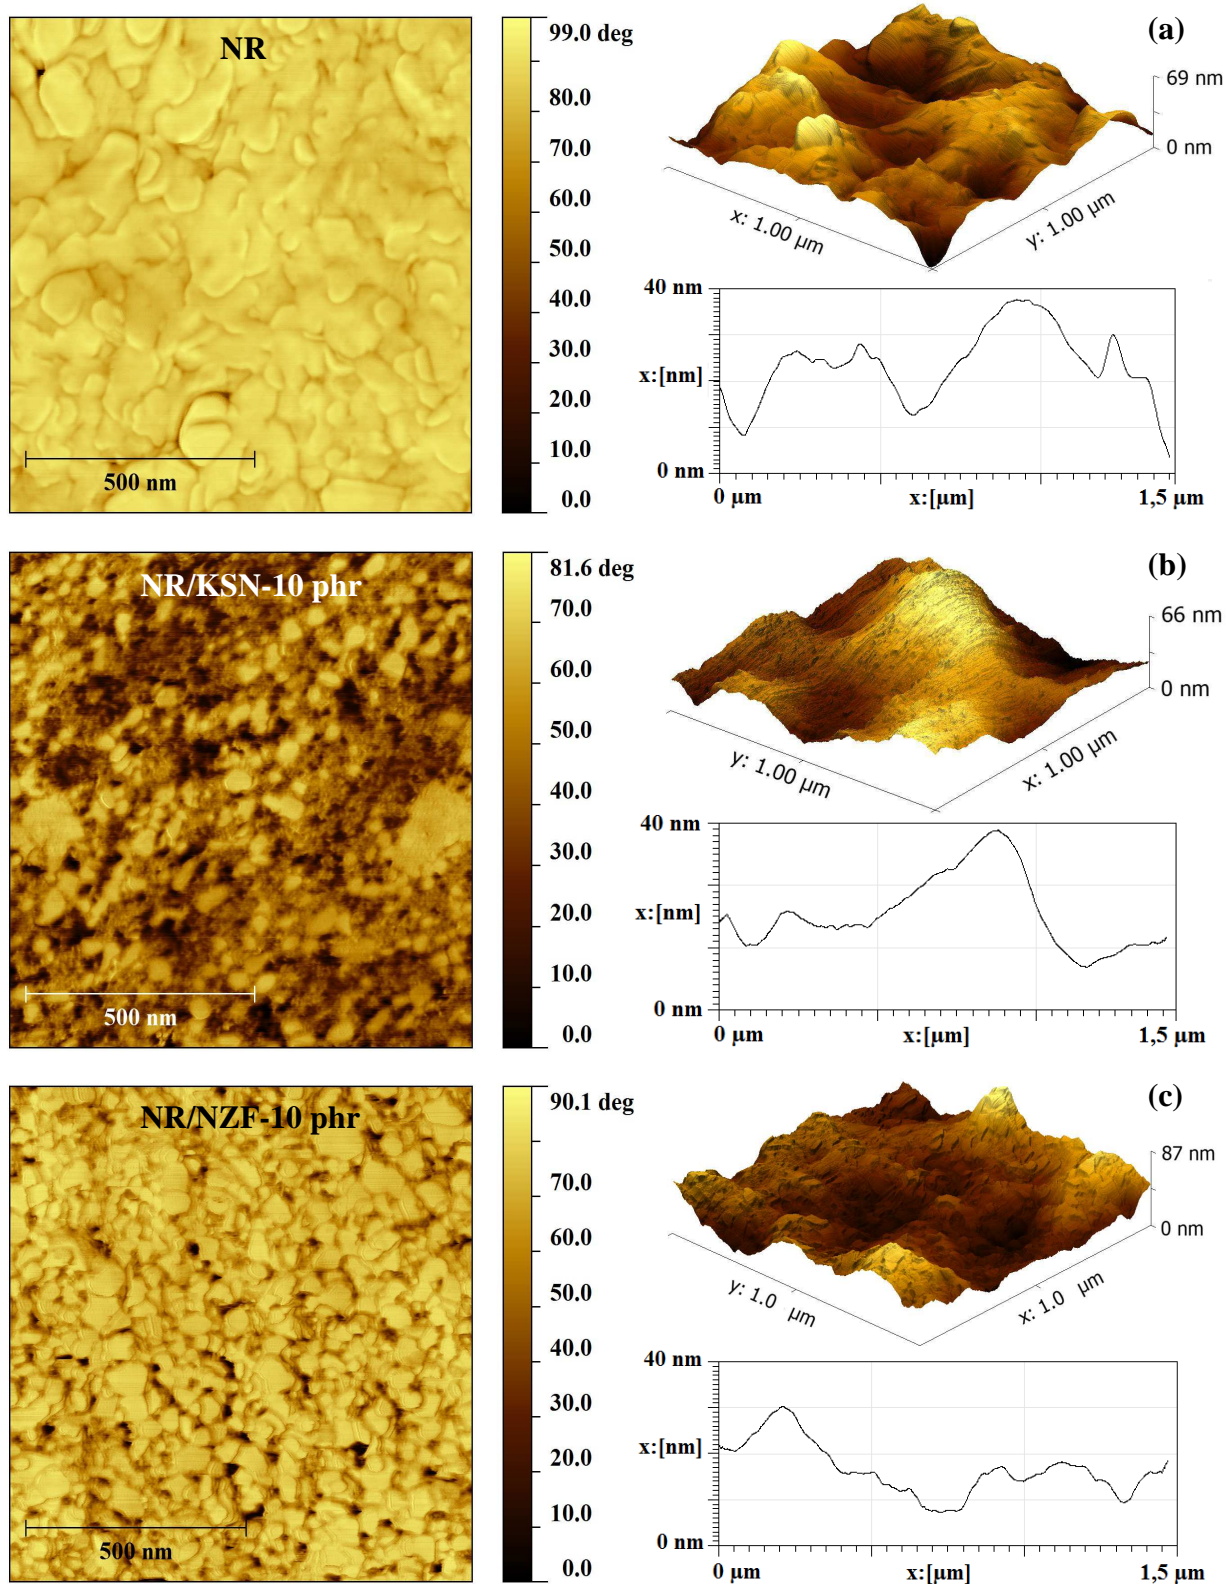 NR
500 nm
99.0 deg
80.0
70.0
60.0
50.0
40.0
30.0
20.0
10.0
0.0
(a)
69 nm
0 nm
x: 1.00 µm
y: 1.00 µm
40 nm
x:[nm]
0 nm
0 µm
x:[µm]
1,5 µm
NR/KSN-10 phr
500 nm
81.6 deg
70.0
60.0
50.0
40.0
30.0
20.0
10.0
0.0
(b)
66 nm
0 nm
y: 1.00 µm
x: 1.00 µm
40 nm
x:[nm]
0 nm
0 µm
x:[µm]
1,5 µm
NR/NZF-10 phr
500 nm
90.1 deg
70.0
60.0
50.0
40.0
30.0
20.0
10.0
0.0
(c)
87 nm
0 nm
y: 1.0 µm
x: 1.0 µm
40 nm
x:[nm]
0 nm
0 µm
x:[µm]
1,5 µm